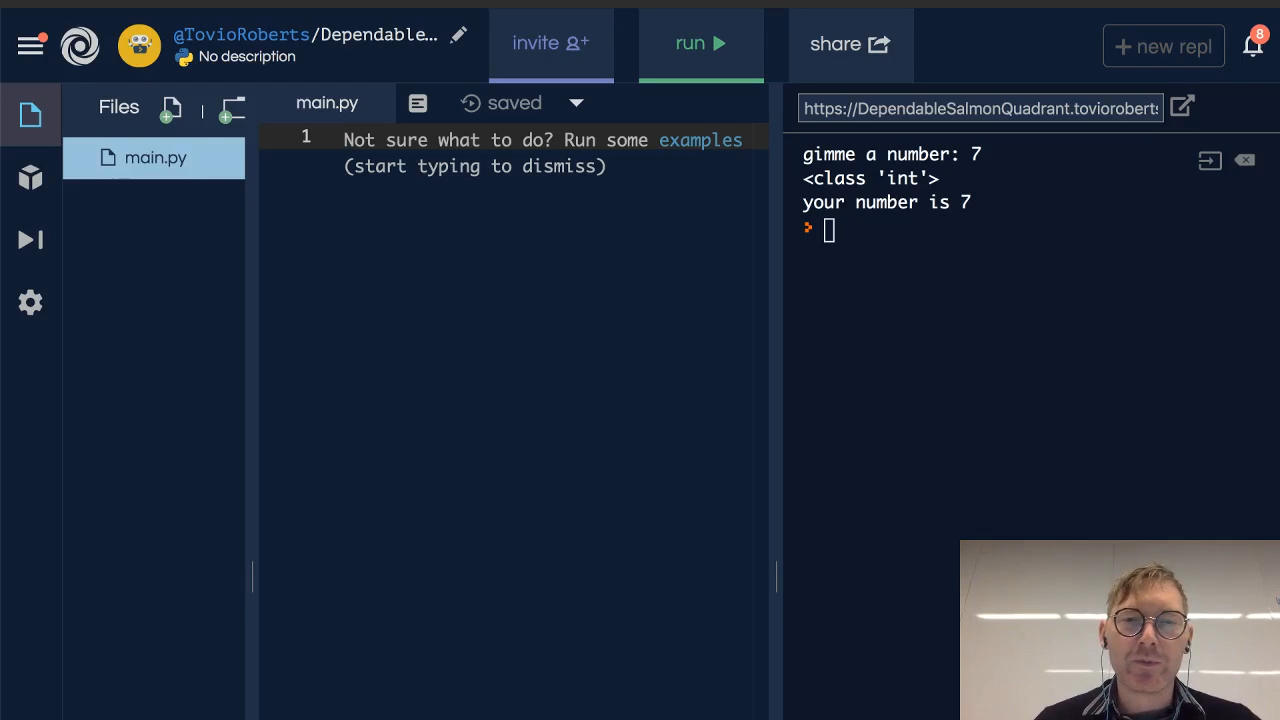 @TovioRoberts/Dependable...
No description
invite
run
share
+ new repl
8
Files
main.py
saved
https://DependableSalmonQuadrant.tovioroberts
main.py
1
Not sure what to do? Run some examples
(start typing to dismiss)
gimme a number: 7
<class 'int'>
your number is 7